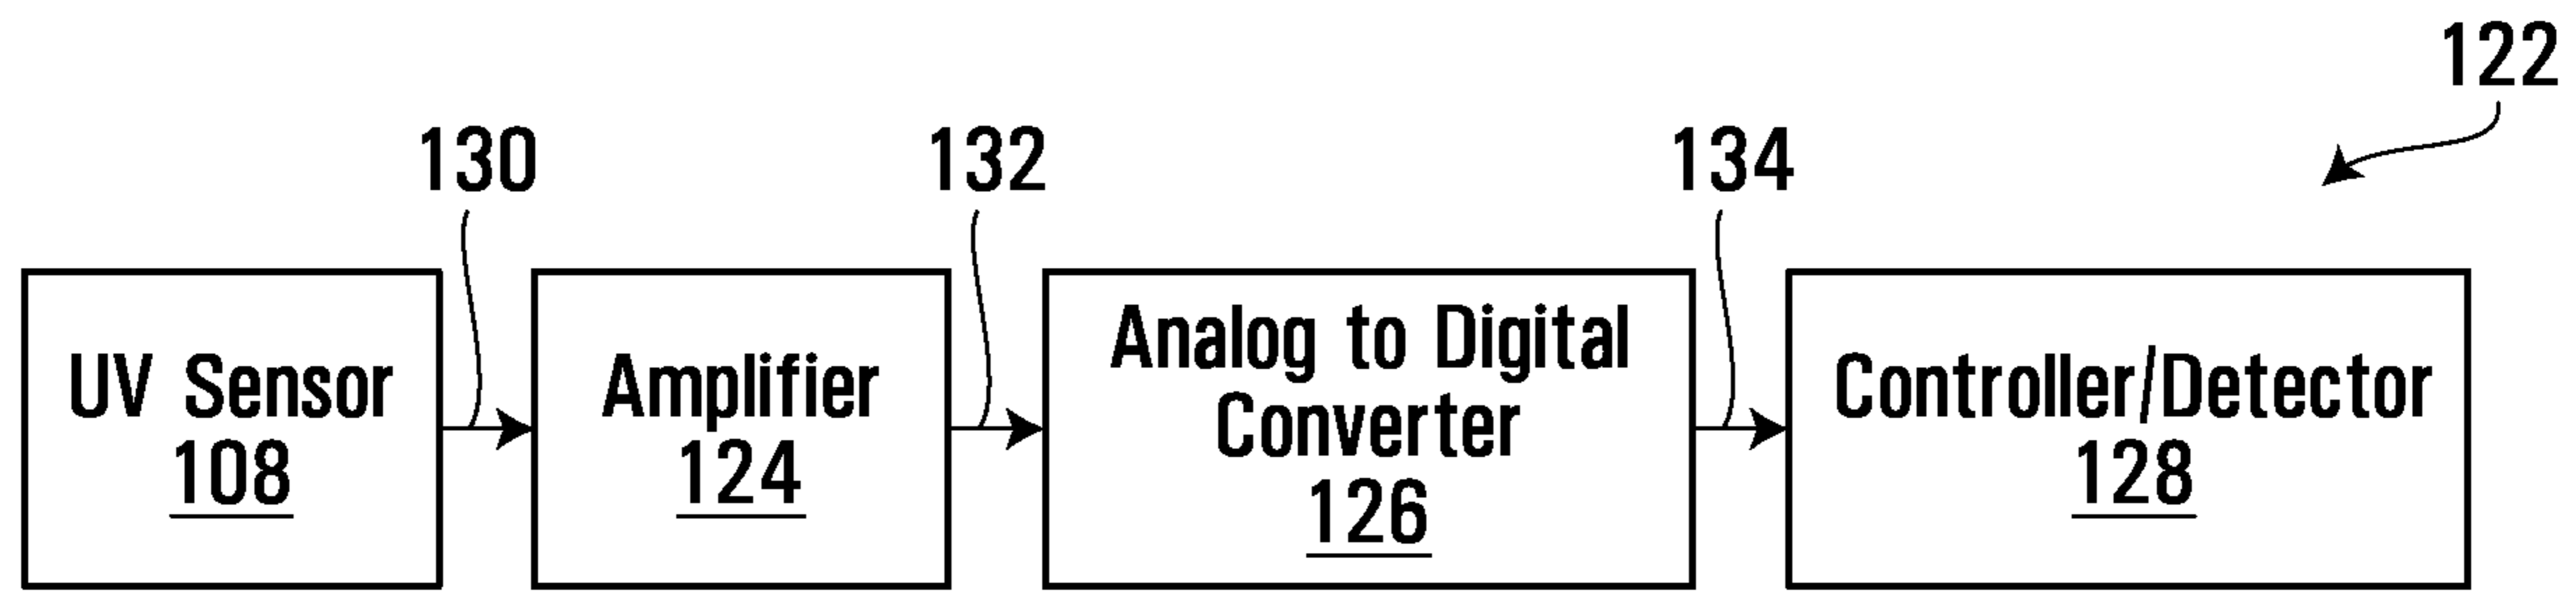 122
130
132
134
UV Sensor
108
Amplifier
124
Analog to Digital
Converter
126
Controller/Detector
128